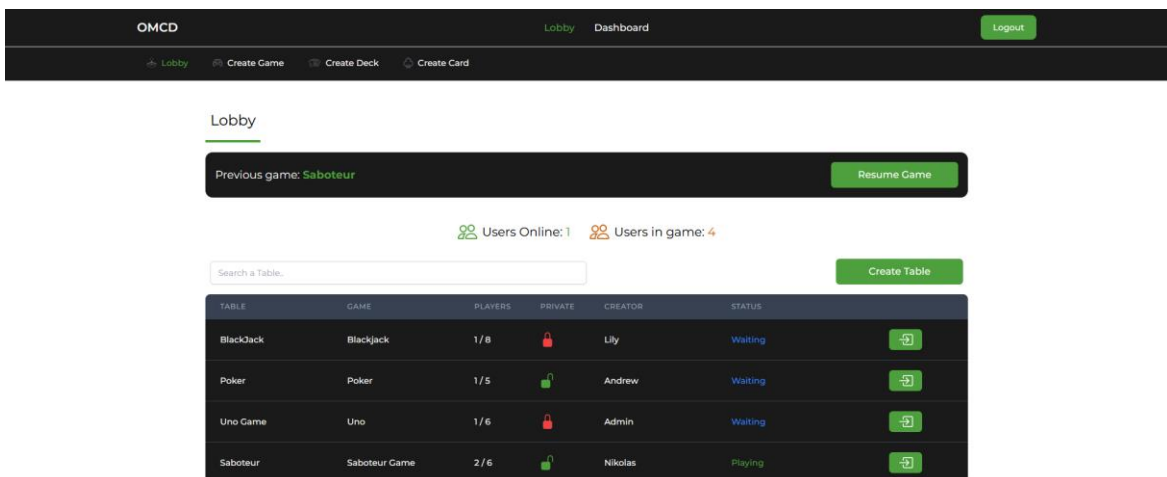 OMCD Lobby Dashboard Logout
Lobby Create Game Create Deck Create Card
Lobby
Previous game: Saboteur Resume Game
Users Online: 1 Users in game: 4
Search a Table.. Create Table
TABLE GAME PLAYERS PRIVATE CREATOR STATUS
BlackJack Blackjack 1/8 Lily Waiting
Poker Poker 1/5 Andrew Waiting
Uno Game Uno 1/6 Admin Waiting
Saboteur Saboteur Game 2/6 Nikolas Playing